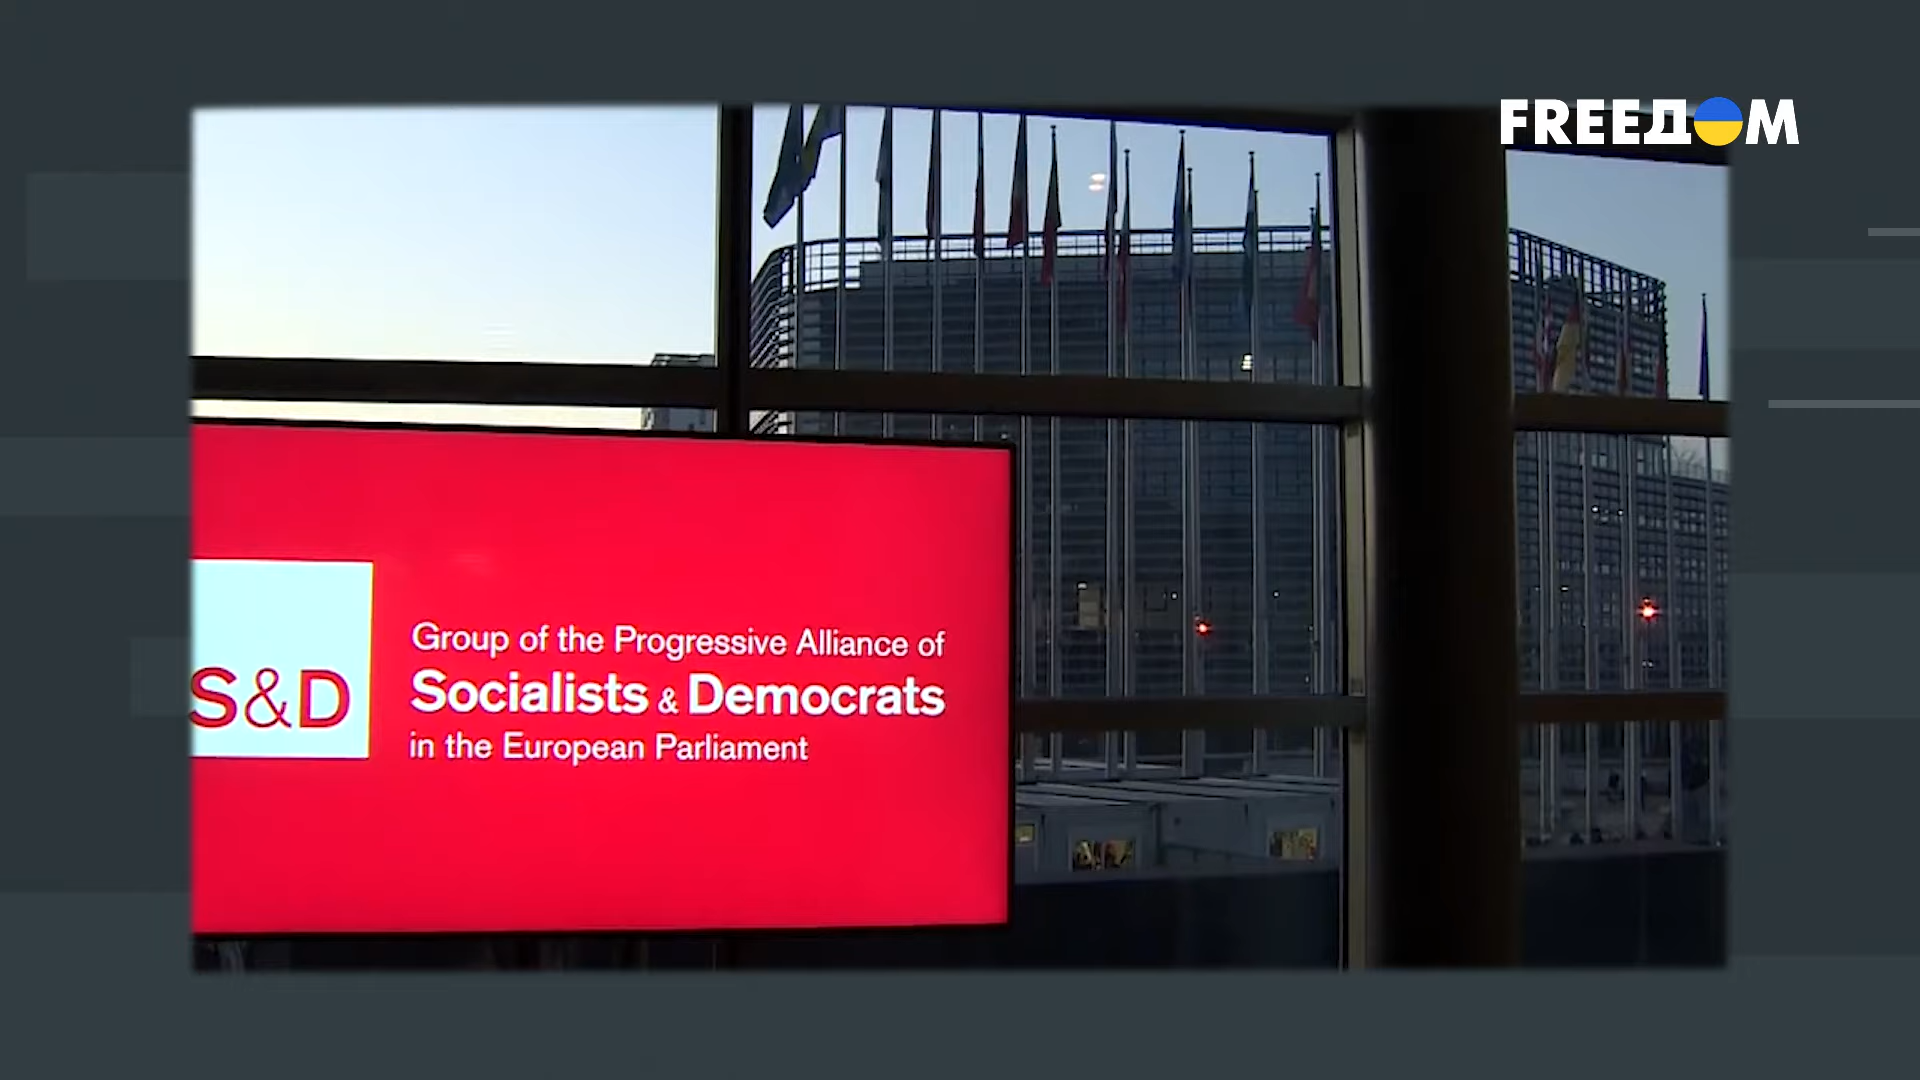 FREEДOM
Group of the Progressive Alliance of
S&D
Socialists & Democrats
in the European Parliament